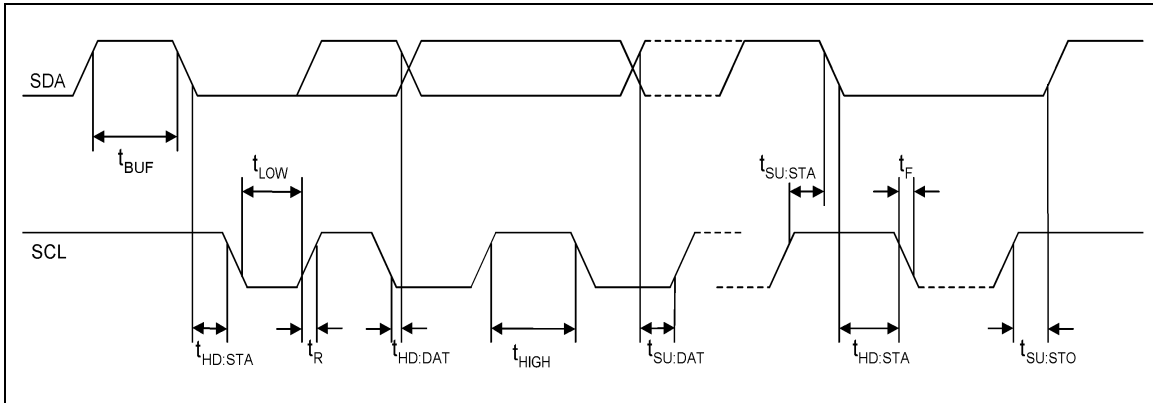 SDA
tBUF
tLOW
tSU:STA
tF
SCL
tHD:STA
tR
tHD:DAT
tHIGH
tSU:DAT
tHD:STA
tSU:STO